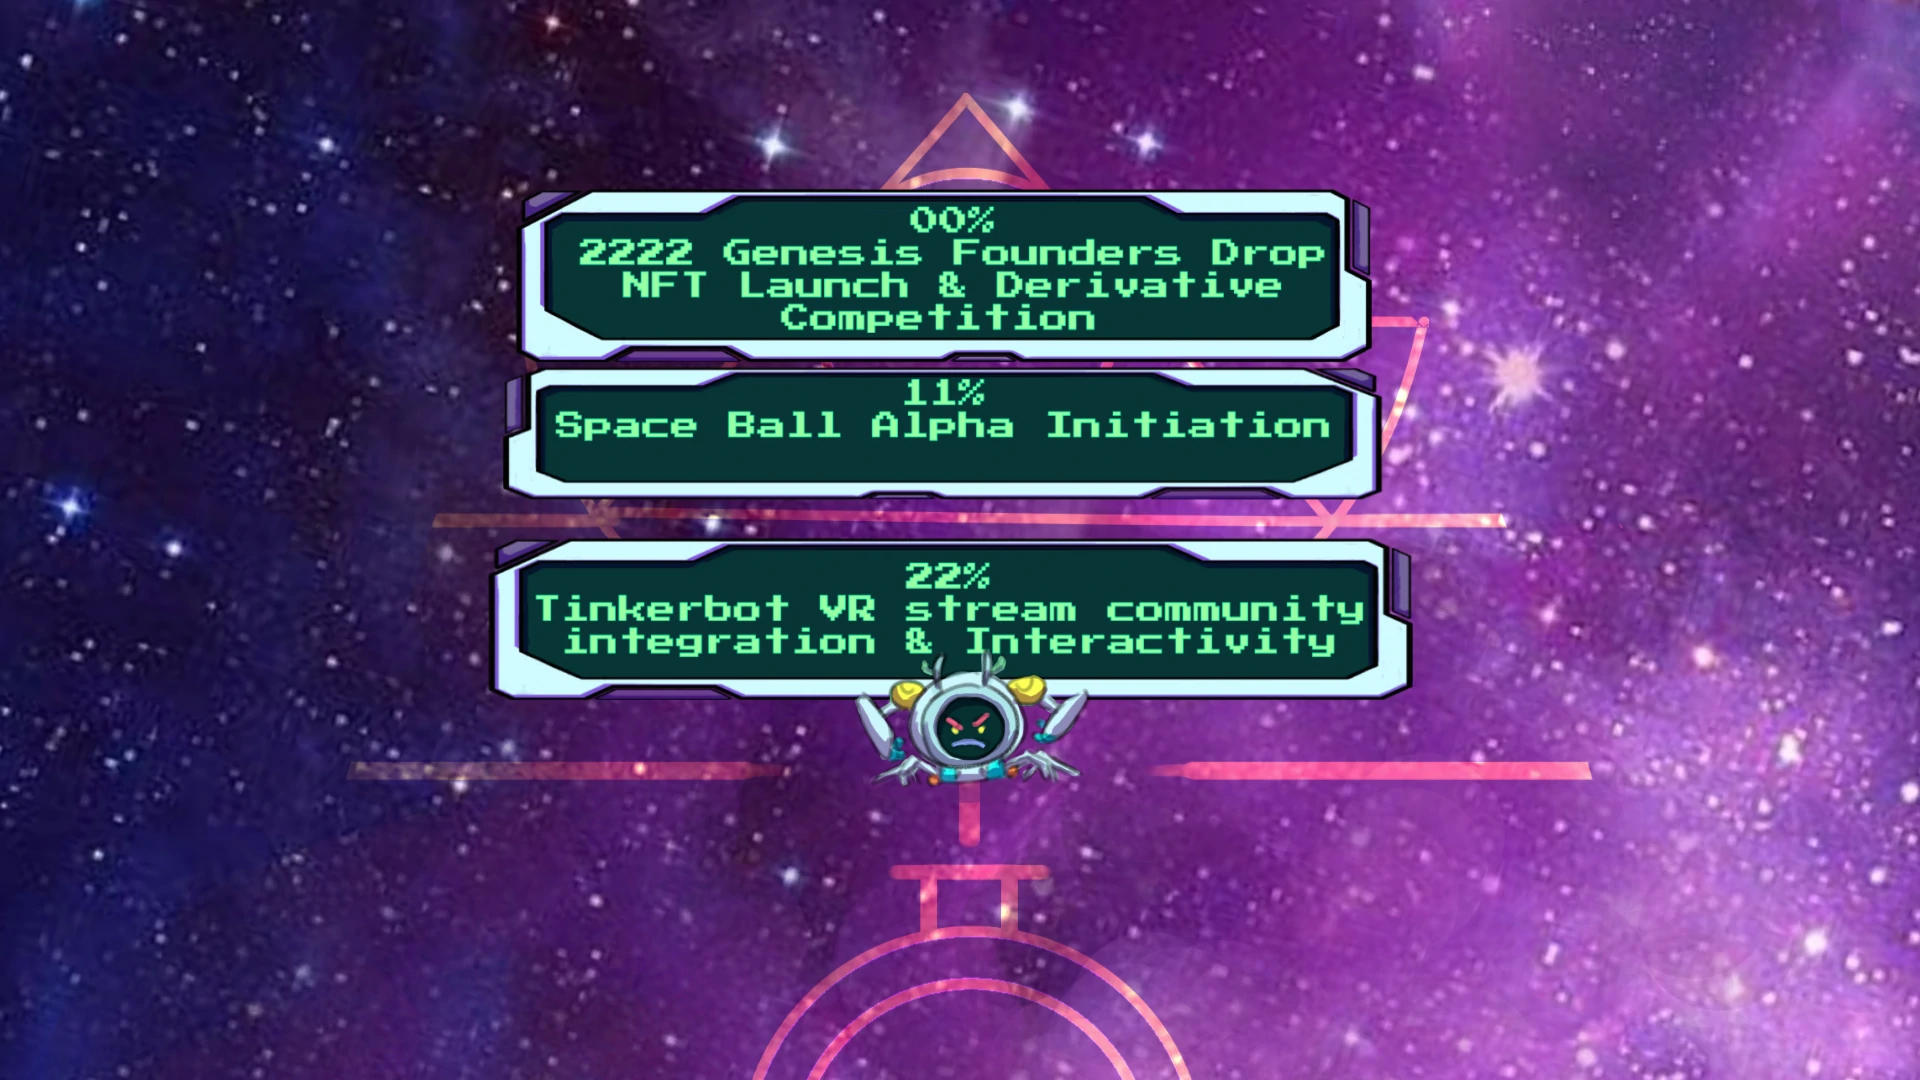 00%
2222 Genesis Founders Drop
NFT Launch & Derivative
Competition
11%
Space Ball Alpha Initiation
22%
Tinkerbot VR stream community
integration & Interactivity